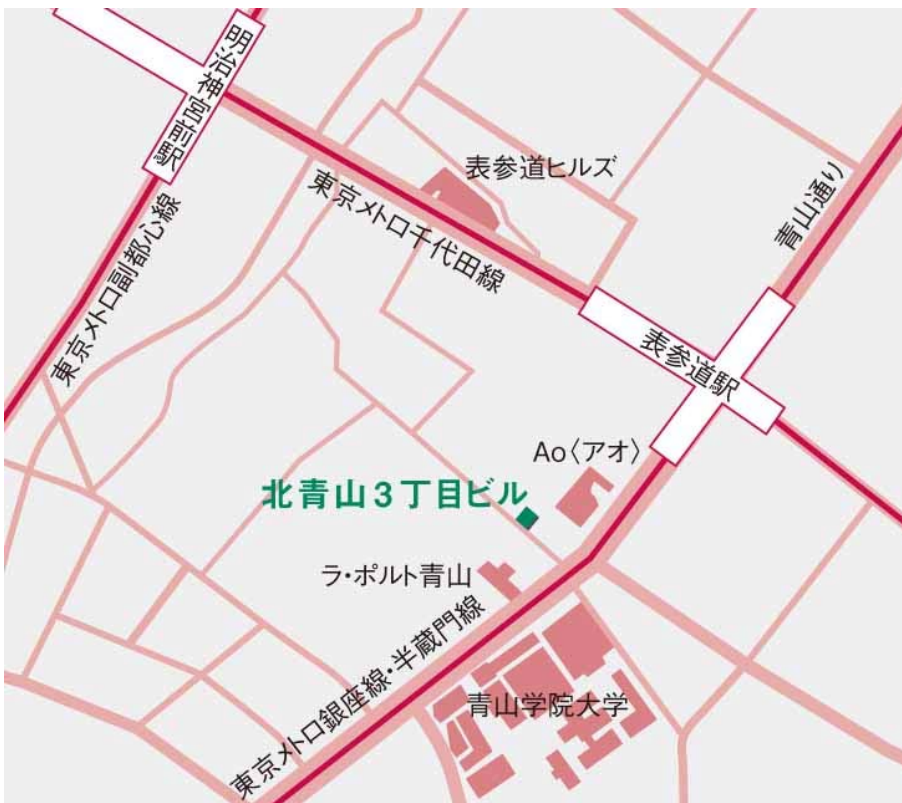 明治神宮前駅
表参道ヒルズ
青山通り
東京メトロ千代田線
東京メトロ副都心線
表参道駅
Ao〈アオ〉
北青山3丁目ビル
ラ・ポルト青山
東京メトロ銀座線・半蔵門線
青山学院大学